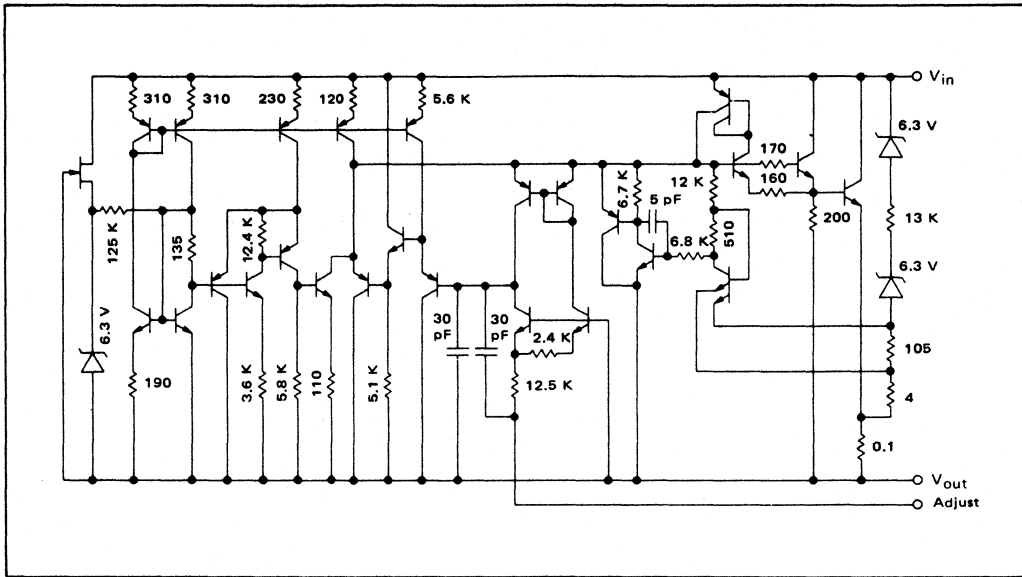 V_in
310
310
230
120
5.6 K
6.3 V
170
160
12 K
6.7 K
5 pF
510
6.8 K
200
13 K
125 K
135
12.4 K
6.3 V
6.3 V
30 pF
30 pF
2.4 K
12.5 K
105
4
190
3.6 K
5.8 K
110
5.1 K
0.1
V_out
Adjust